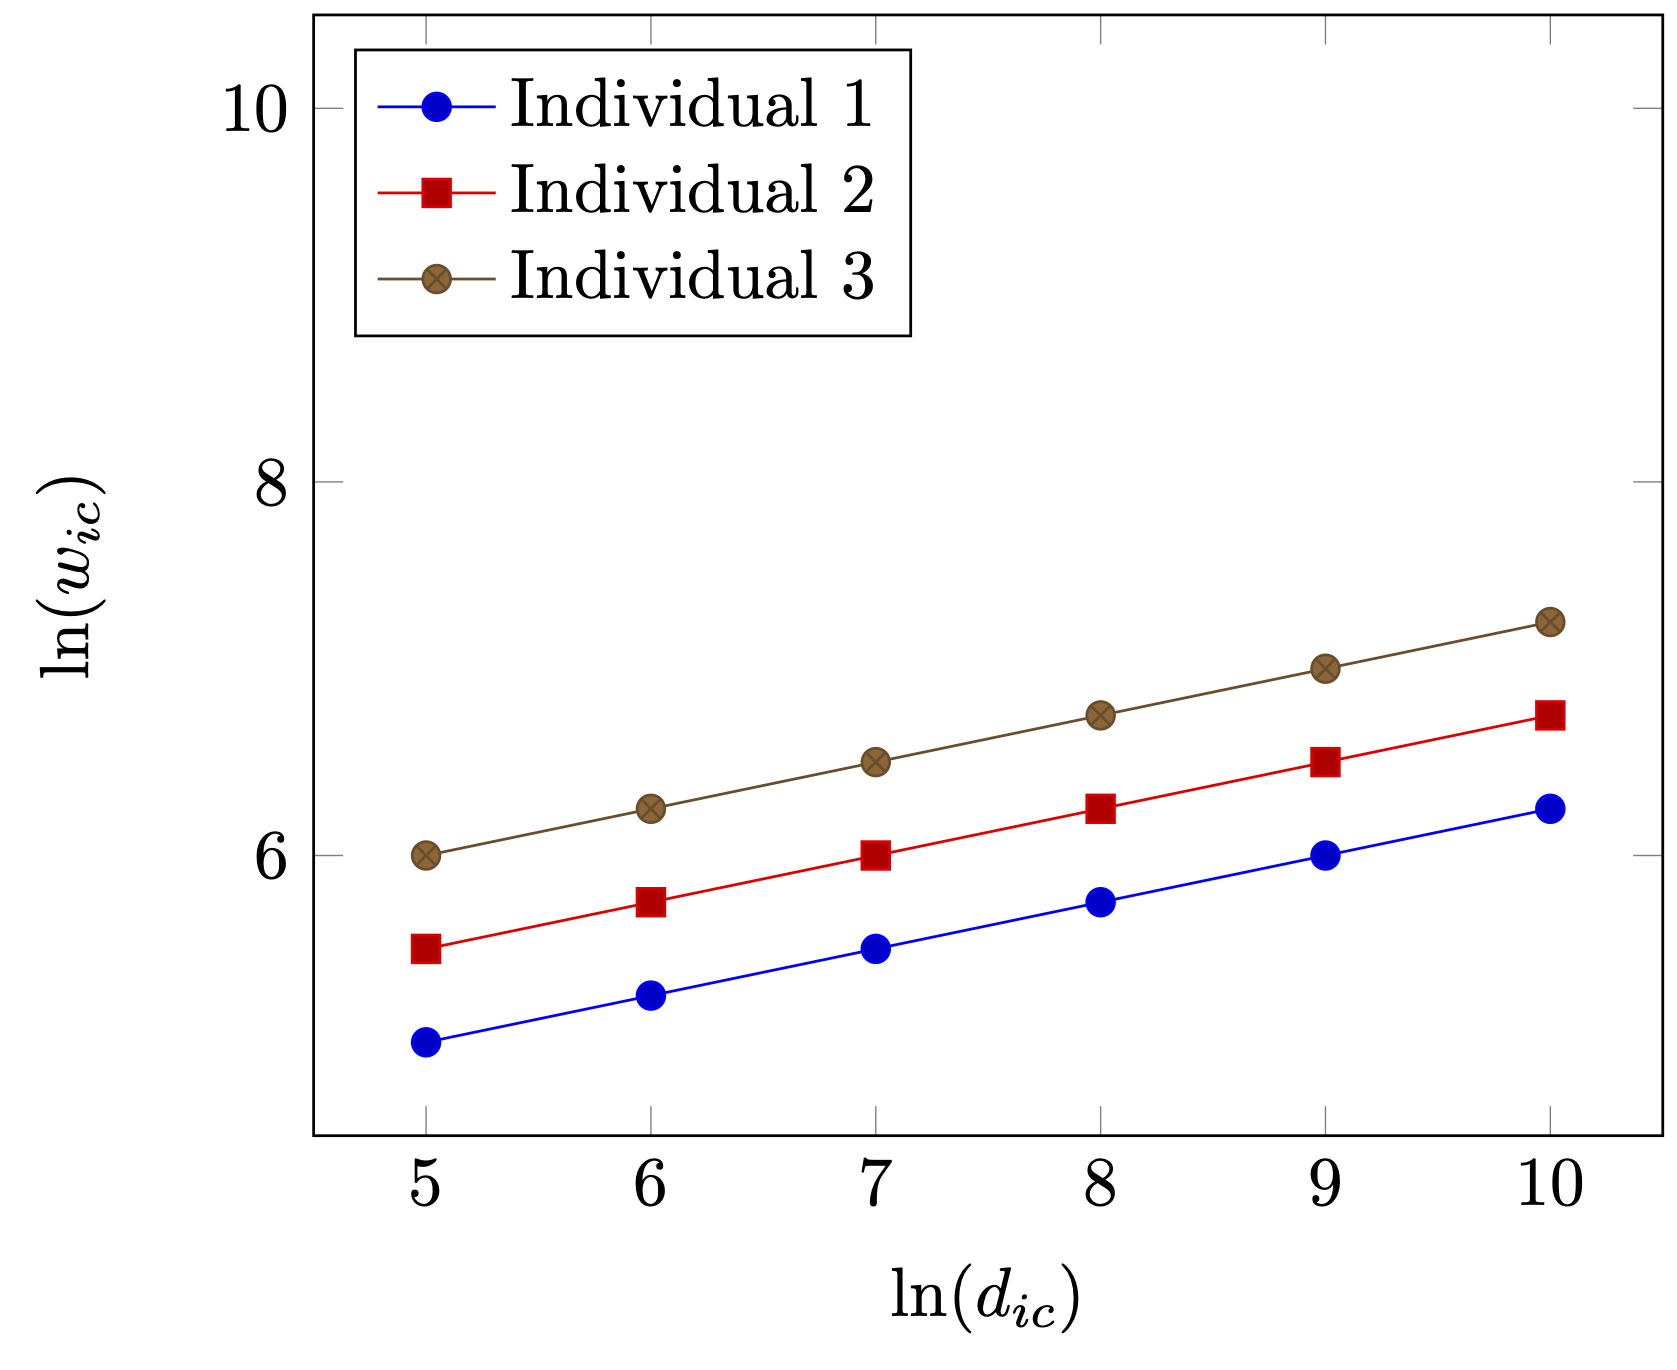 10
8
6
ln(w_ic)
Individual 1
Individual 2
Individual 3
5 6 7 8 9 10
ln(d_ic)